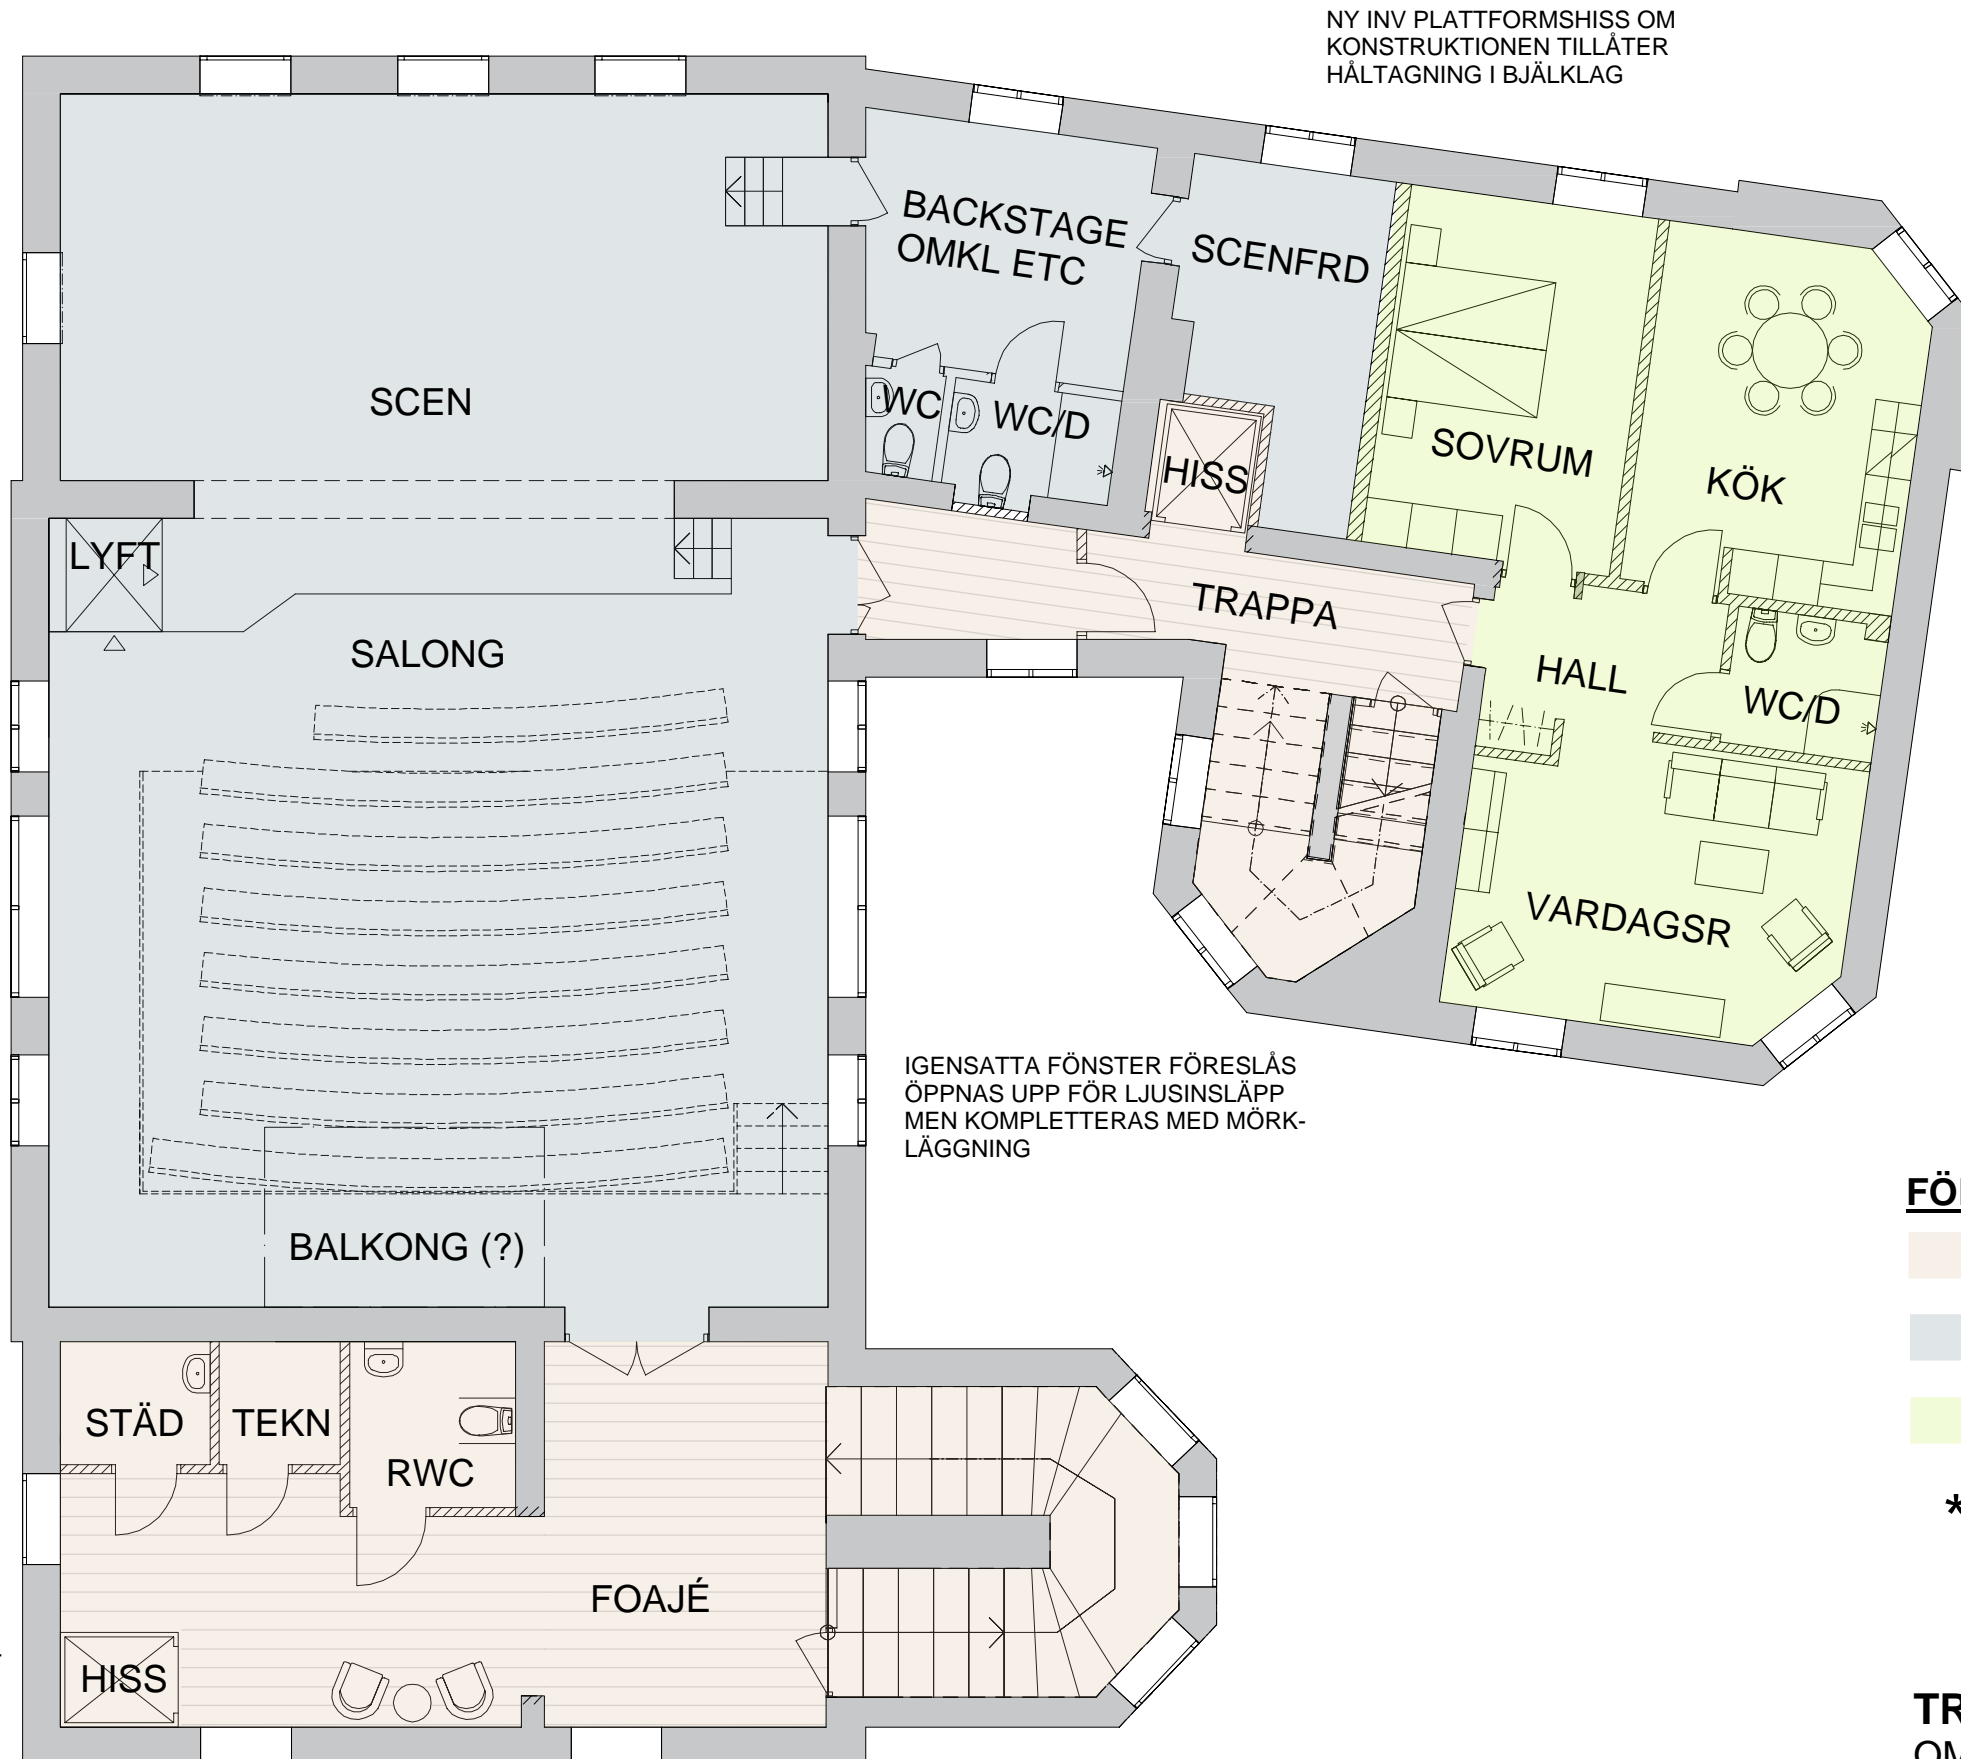 NY INV PLATTFORMSHISS OM
KONSTRUKTIONEN TILLÅTER
HÅLTAGNING I BJÄLKLAG
BACKSTAGE
OMKL ETC
SCENFRD
SCEN
WC
WC/D
HISS
SOVRUM
KÖK
LYFT
TRAPPA
SALONG
HALL
WC/D
VARDAGSR
IGENSATTA FÖNSTER FÖRESLÅS
ÖPPNAS UPP FÖR LJUSINSLÄPP
MEN KOMPLETTERAS MED MÖRK-
LÄGGNING
BALKONG (?)
STÄD
TEKN
RWC
FOAJÉ
HISS
*